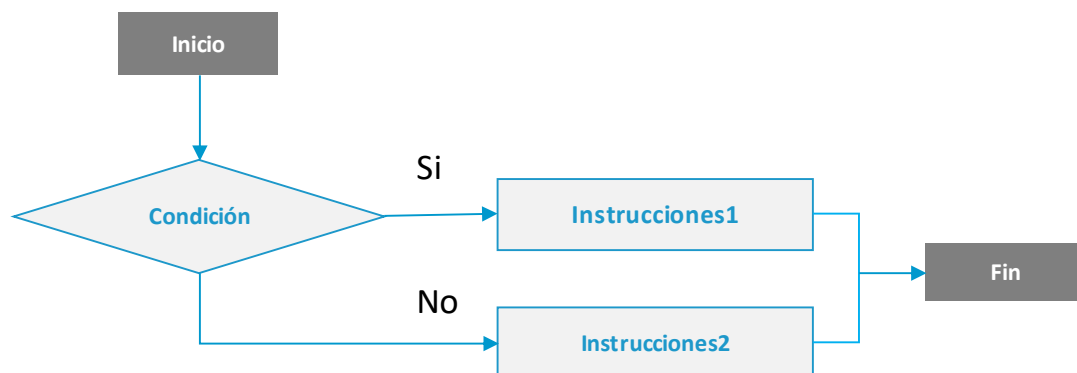 Inicio
Si
Condición
Instrucciones1
Fin
No
Instrucciones2